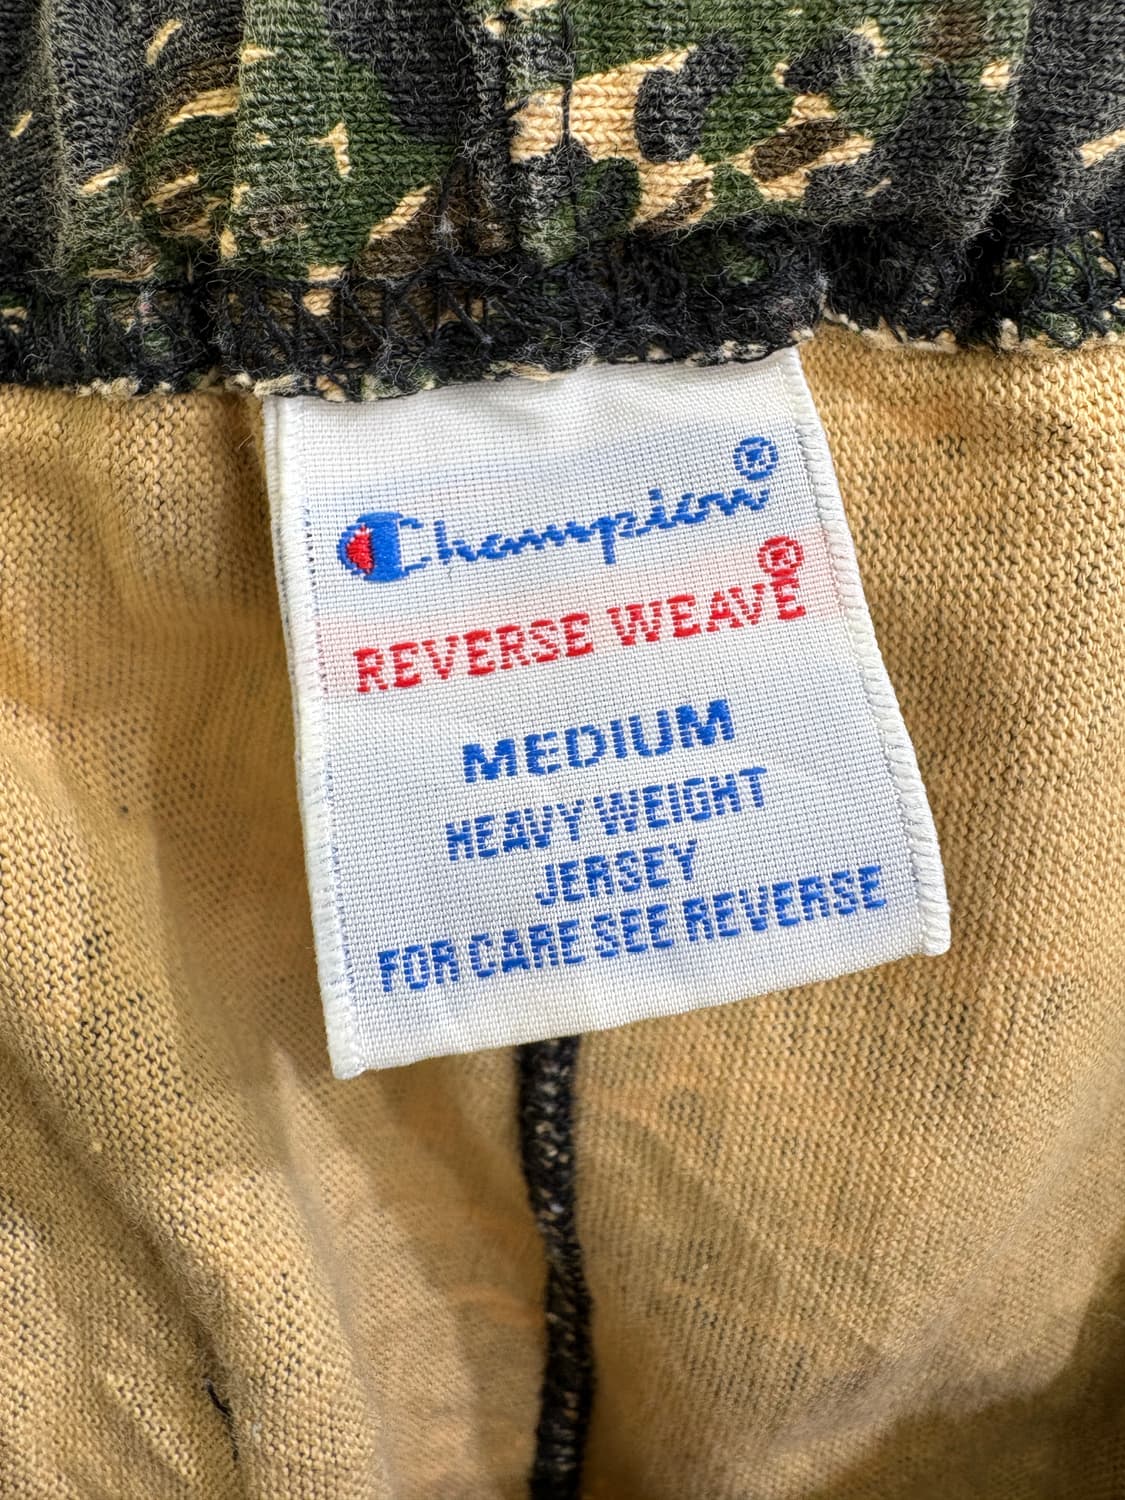 Champion®
REVERSE WEAVE®
MEDIUM
HEAVY WEIGHT
JERSEY
FOR CARE SEE REVERSE